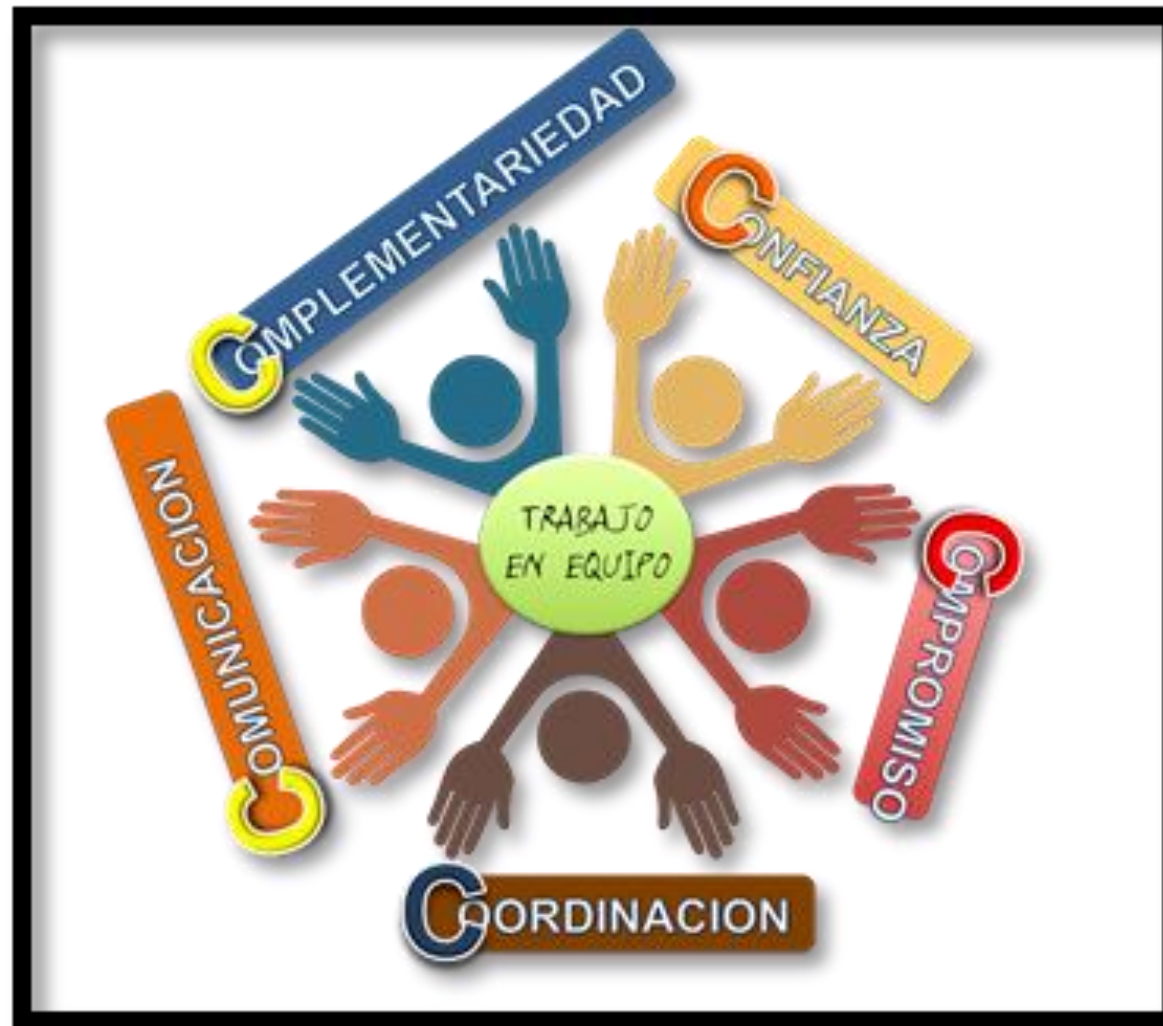 COMPLEMENTARIEDAD
CONFIANZA
COMUNICACION
TRABAJO
EN EQUIPO
COMPROMISO
COORDINACION